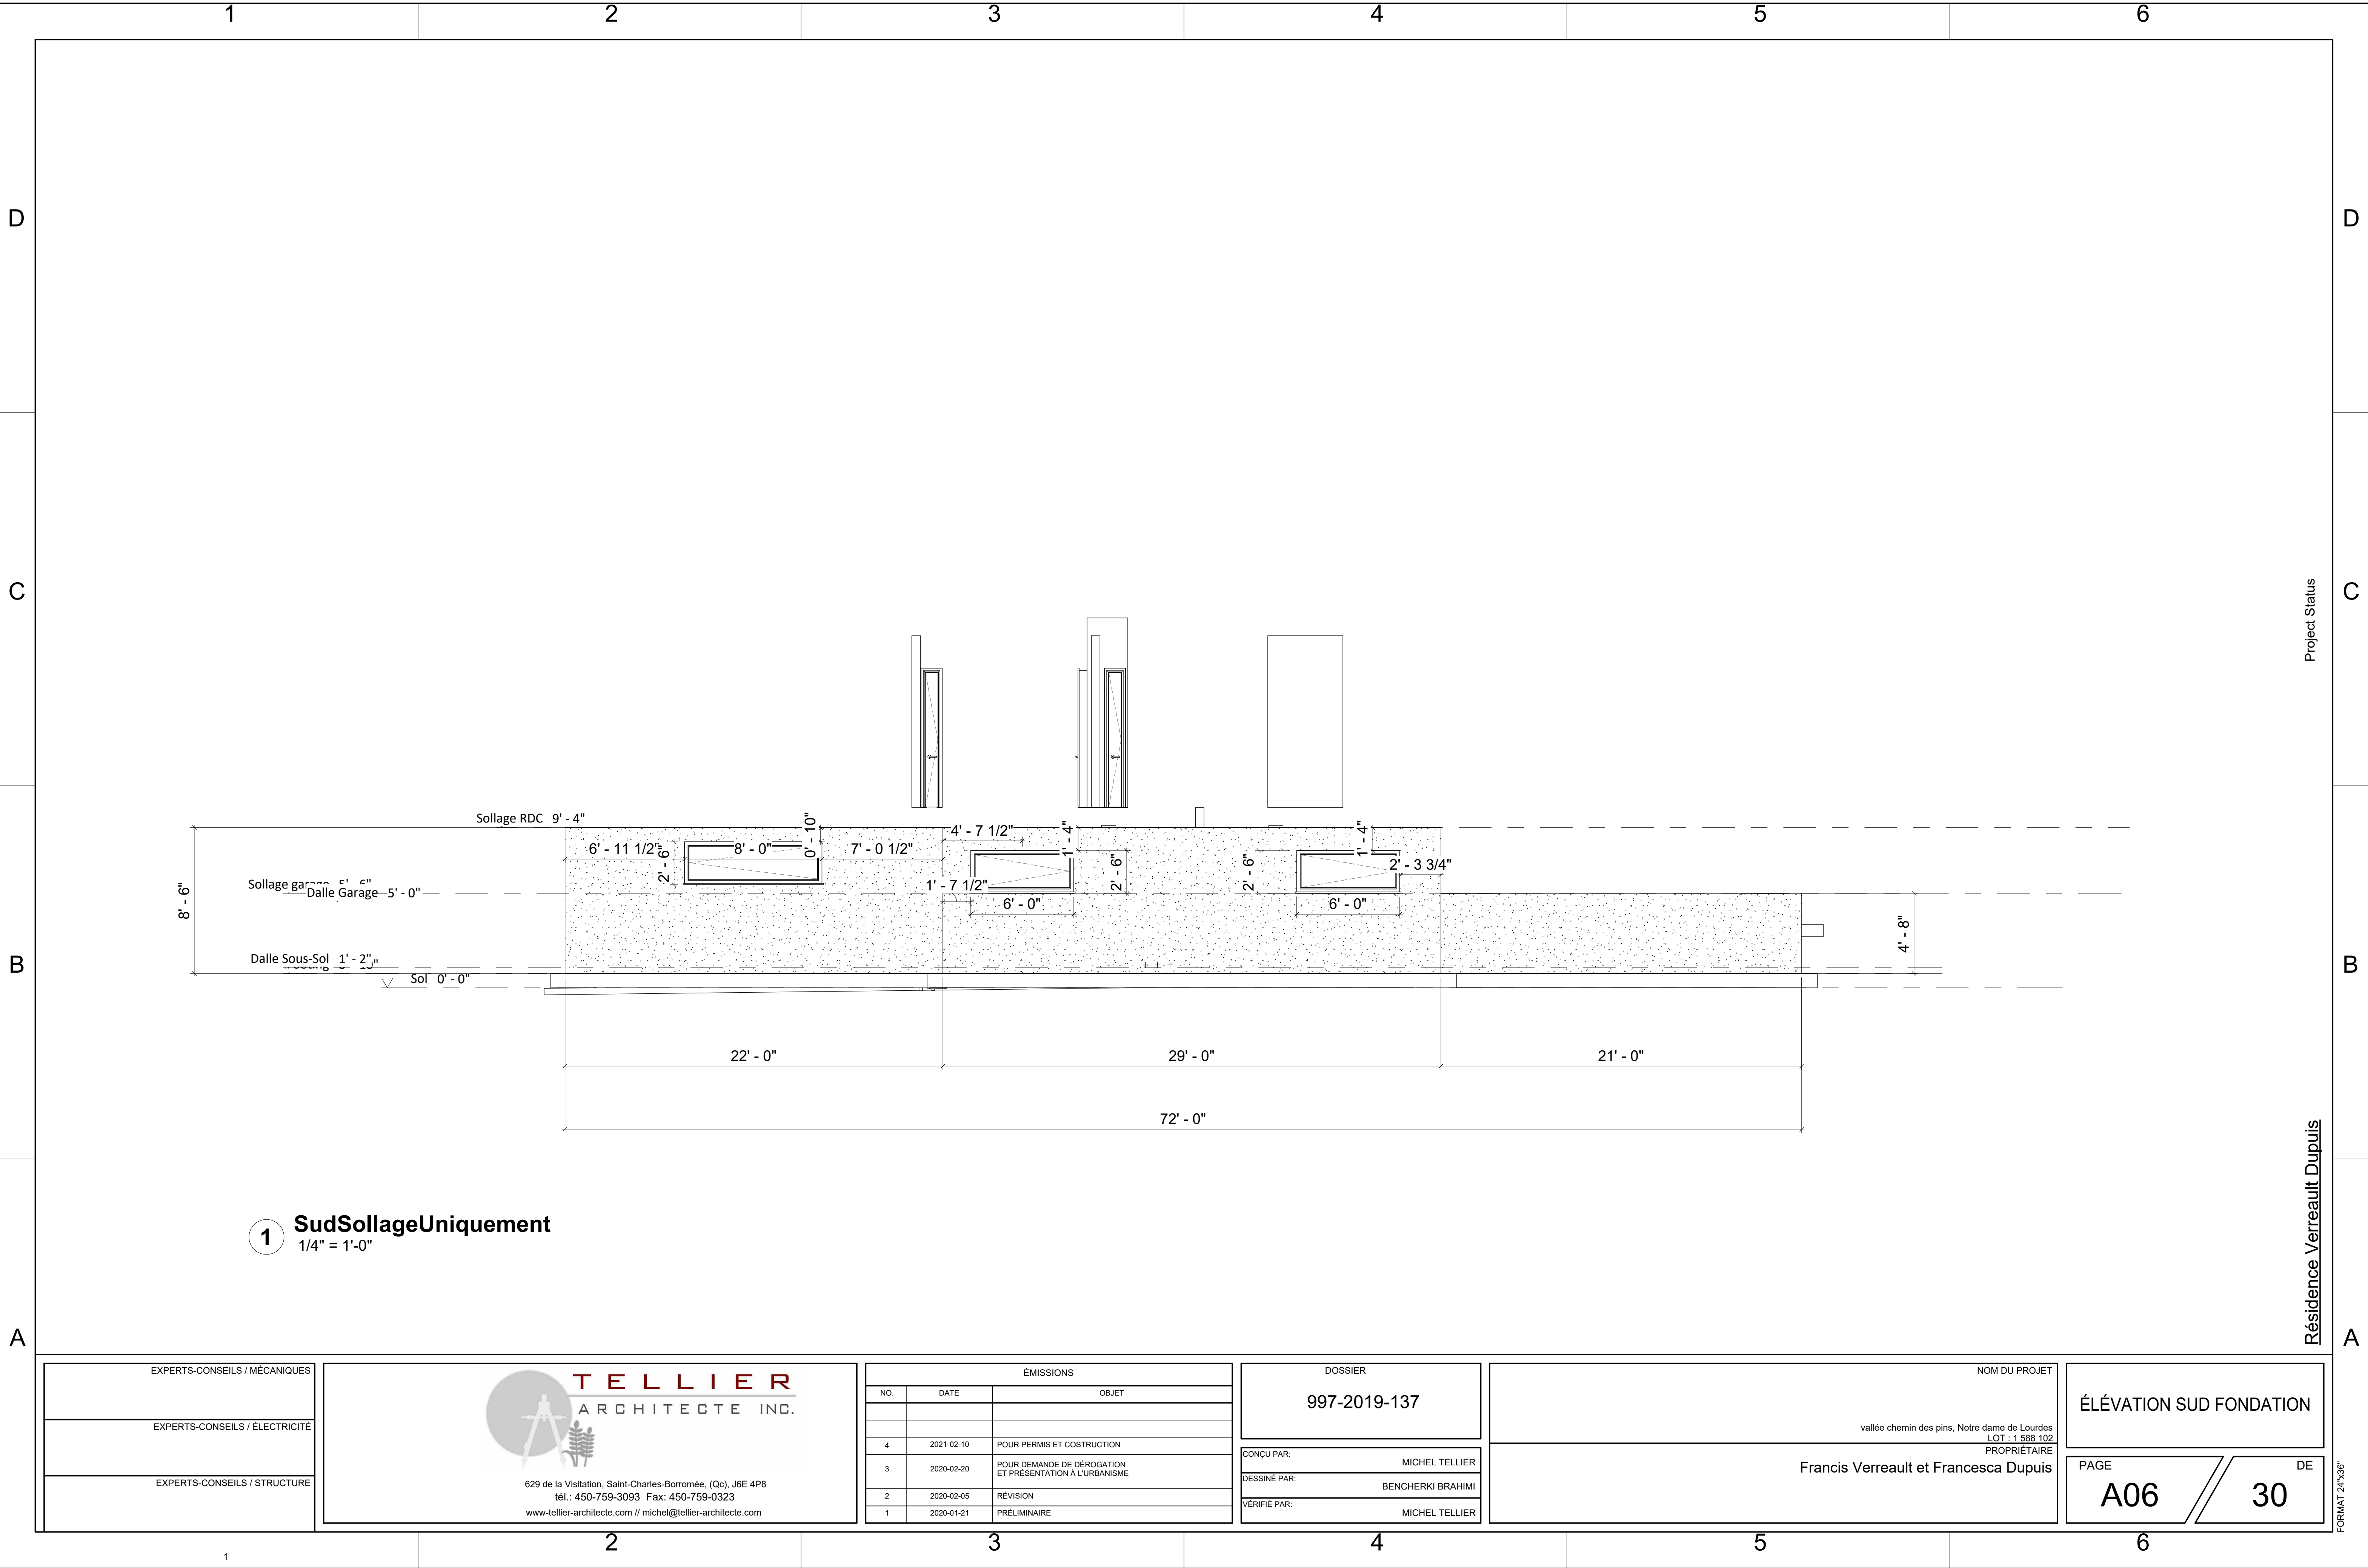 1 2 3 4 5 6
D D
C C
B B
A A
Project Status
Résidence Verreault Dupuis
Sollage RDC 9' - 4"
Sollage garage 5' - 6"
Dalle Garage 5' - 0"
Dalle Sous-Sol 1' - 2"
Sol 0' - 0"
8' - 6"
6' - 11 1/2"
2' - 6"
8' - 0"
0' - 10"
7' - 0 1/2"
4' - 7 1/2"
1' - 4"
1' - 7 1/2"
2' - 6"
6' - 0"
2' - 6"
1' - 4"
2' - 3 3/4"
6' - 0"
4' - 8"
22' - 0"
29' - 0"
21' - 0"
72' - 0"
1
SudSollageUniquement
1/4" = 1'-0"
EXPERTS-CONSEILS / MÉCANIQUES
EXPERTS-CONSEILS / ÉLECTRICITÉ
EXPERTS-CONSEILS / STRUCTURE
TELLIER
ARCHITECTE INC.
629 de la Visitation, Saint-Charles-Borromée, (Qc), J6E 4P8
tél.: 450-759-3093 Fax: 450-759-0323
www-tellier-architecte.com // michel@tellier-architecte.com
ÉMISSIONS
NO. DATE OBJET
4 2021-02-10 POUR PERMIS ET COSTRUCTION
3 2020-02-20 POUR DEMANDE DE DÉROGATION
ET PRÉSENTATION À L'URBANISME
2 2020-02-05 RÉVISION
1 2020-01-21 PRÉLIMINAIRE
DOSSIER
997-2019-137
CONÇU PAR:
MICHEL TELLIER
DESSINÉ PAR:
BENCHERKI BRAHIMI
VÉRIFIÉ PAR:
MICHEL TELLIER
NOM DU PROJET
vallée chemin des pins, Notre dame de Lourdes
LOT : 1 588 102
PROPRIÉTAIRE
Francis Verreault et Francesca Dupuis
ÉLÉVATION SUD FONDATION
PAGE DE
A06 30
FORMAT 24"x36"
1 2 3 4 5 6